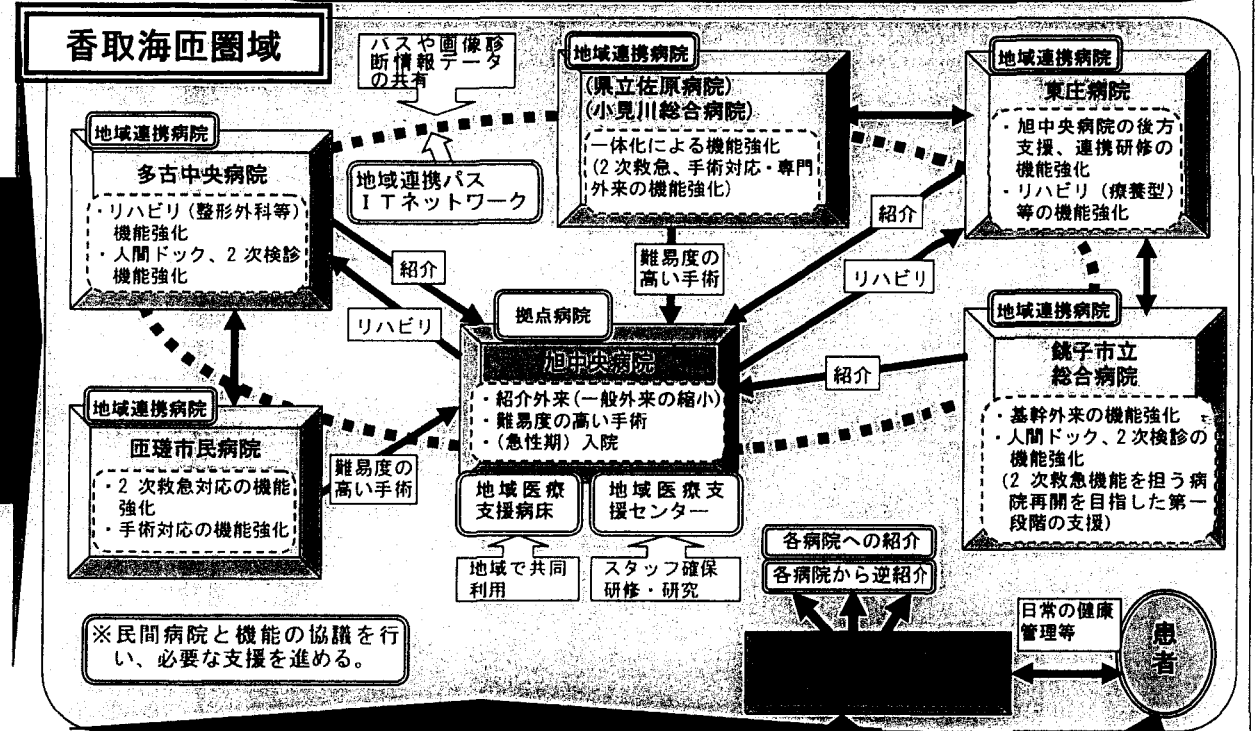 香取海匝圏域
パスや画像診
断情報データ
の共有
地域連携パス
ITネットワーク
地域連携病院
(県立佐原病院)
(小見川総合病院)
一体化による機能強化
(2次救急、手術対応・専門
外来の機能強化)
地域連携病院
東庄病院
・旭中央病院の後方
支援、連携研修の
機能強化
・リハビリ(療養型)
等の機能強化
地域連携病院
多古中央病院
・リハビリ(整形外科等)
機能強化
・人間ドック、2次検診
機能強化
紹介
リハビリ
難易度の
高い手術
紹介
リハビリ
拠点病院
旭中央病院
・紹介外来(一般外来の縮小)
・難易度の高い手術
・(急性期)入院
紹介
地域連携病院
銚子市立
総合病院
・基幹外来の機能強化
・人間ドック、2次検診の
機能強化
(2次救急機能を担う病
院再開を目指した第一
段階の支援)
地域連携病院
匝瑳市民病院
・2次救急対応の機能
強化
・手術対応の機能強化
難易度の
高い手術
地域医療
支援病床
地域医療支
援センター
地域で共同
利用
スタッフ確保
研修・研究
各病院への紹介
各病院から逆紹介
日常の健康
管理等
患者
※民間病院と機能の協議を行
い、必要な支援を進める。